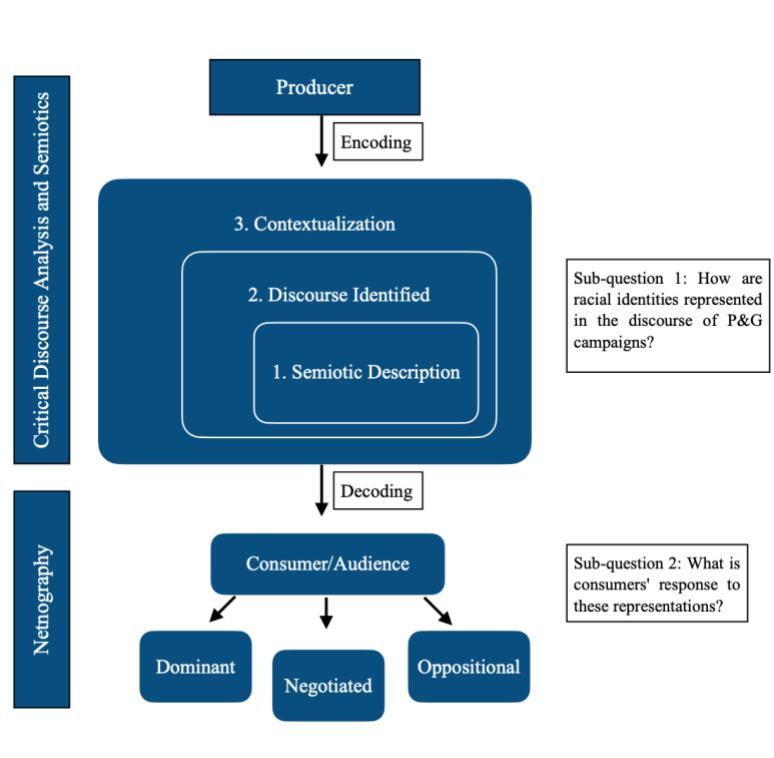 Critical Discourse Analysis and Semiotics
Producer
Encoding
3. Contextualization
2. Discourse Identified
1. Semiotic Description
Sub-question 1: How are
racial identities represented
in the discourse of P&G
campaigns?
Decoding
Netnography
Consumer/Audience
Sub-question 2: What is
consumers' response to
these representations?
Dominant
Negotiated
Oppositional